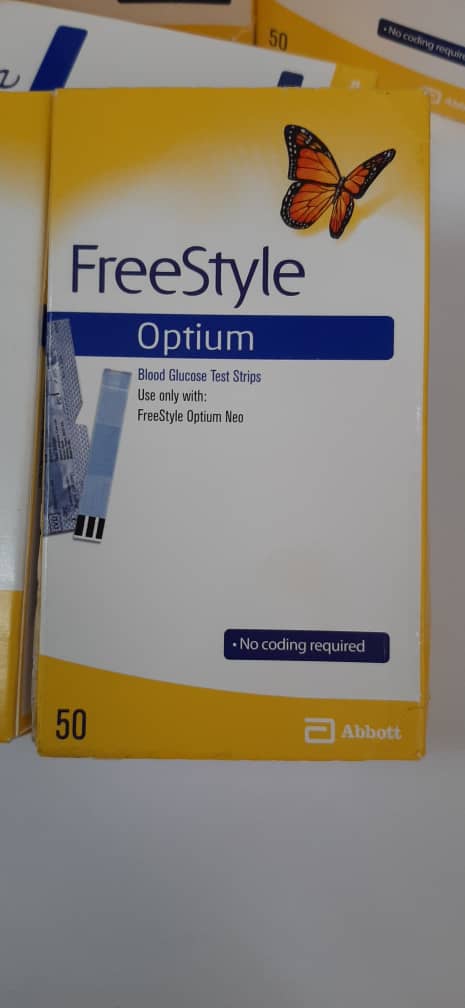 50
• No coding
FreeStyle
Optium
Blood Glucose Test Strips
Use only with:
FreeStyle Optium Neo
• No coding required
50
Abbott